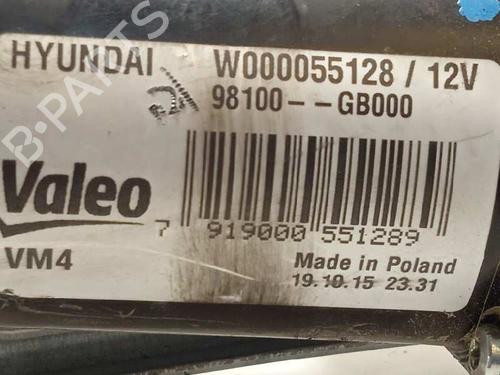 HYUNDAI W000055128 / 12V
98100--GB000
Valeo
7 919000 551289
VM4 Made in Poland
19.10.15 23.31
B-PARTS